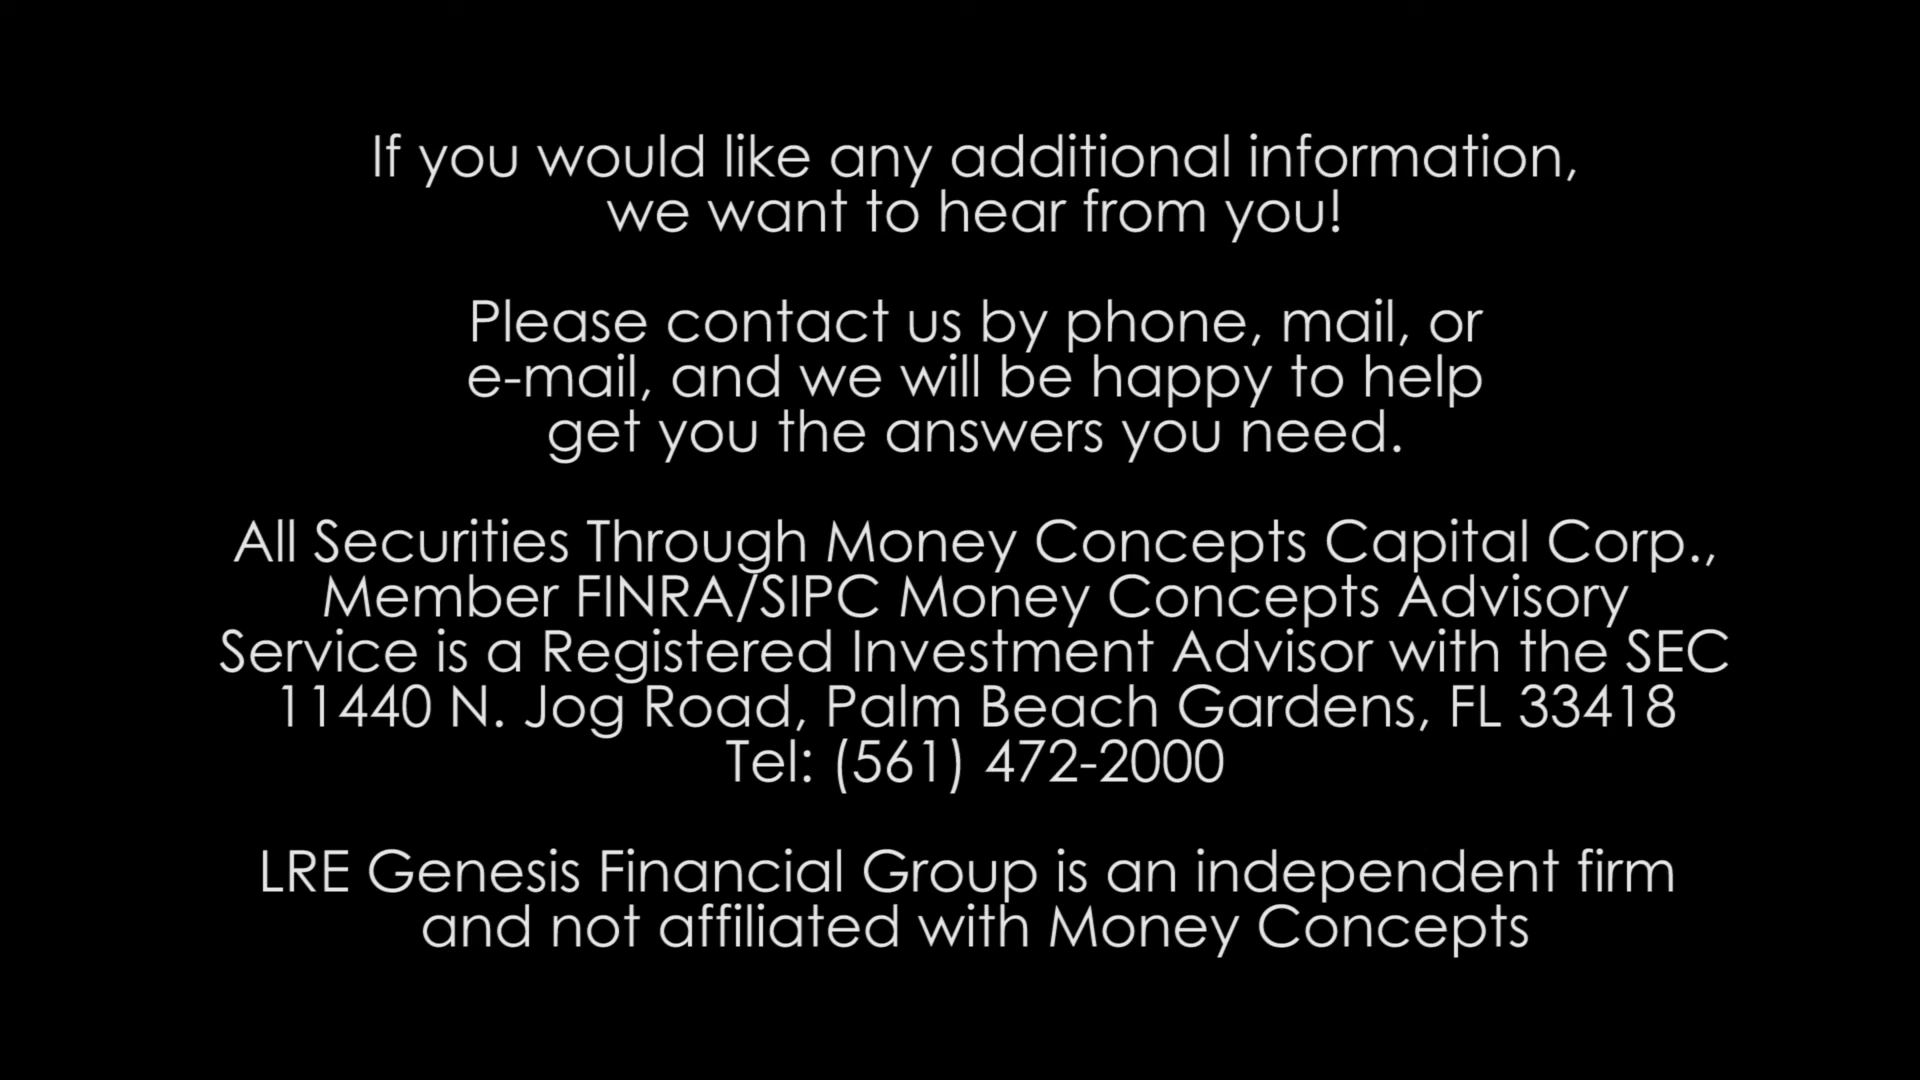 If you would like any additional information,
we want to hear from you!
Please contact us by phone, mail, or
e-mail, and we will be happy to help
get you the answers you need.
All Securities Through Money Concepts Capital Corp.,
Member FINRA/SIPC Money Concepts Advisory
Service is a Registered Investment Advisor with the SEC
11440 N. Jog Road, Palm Beach Gardens, FL 33418
Tel: (561) 472-2000
LRE Genesis Financial Group is an independent firm
and not affiliated with Money Concepts